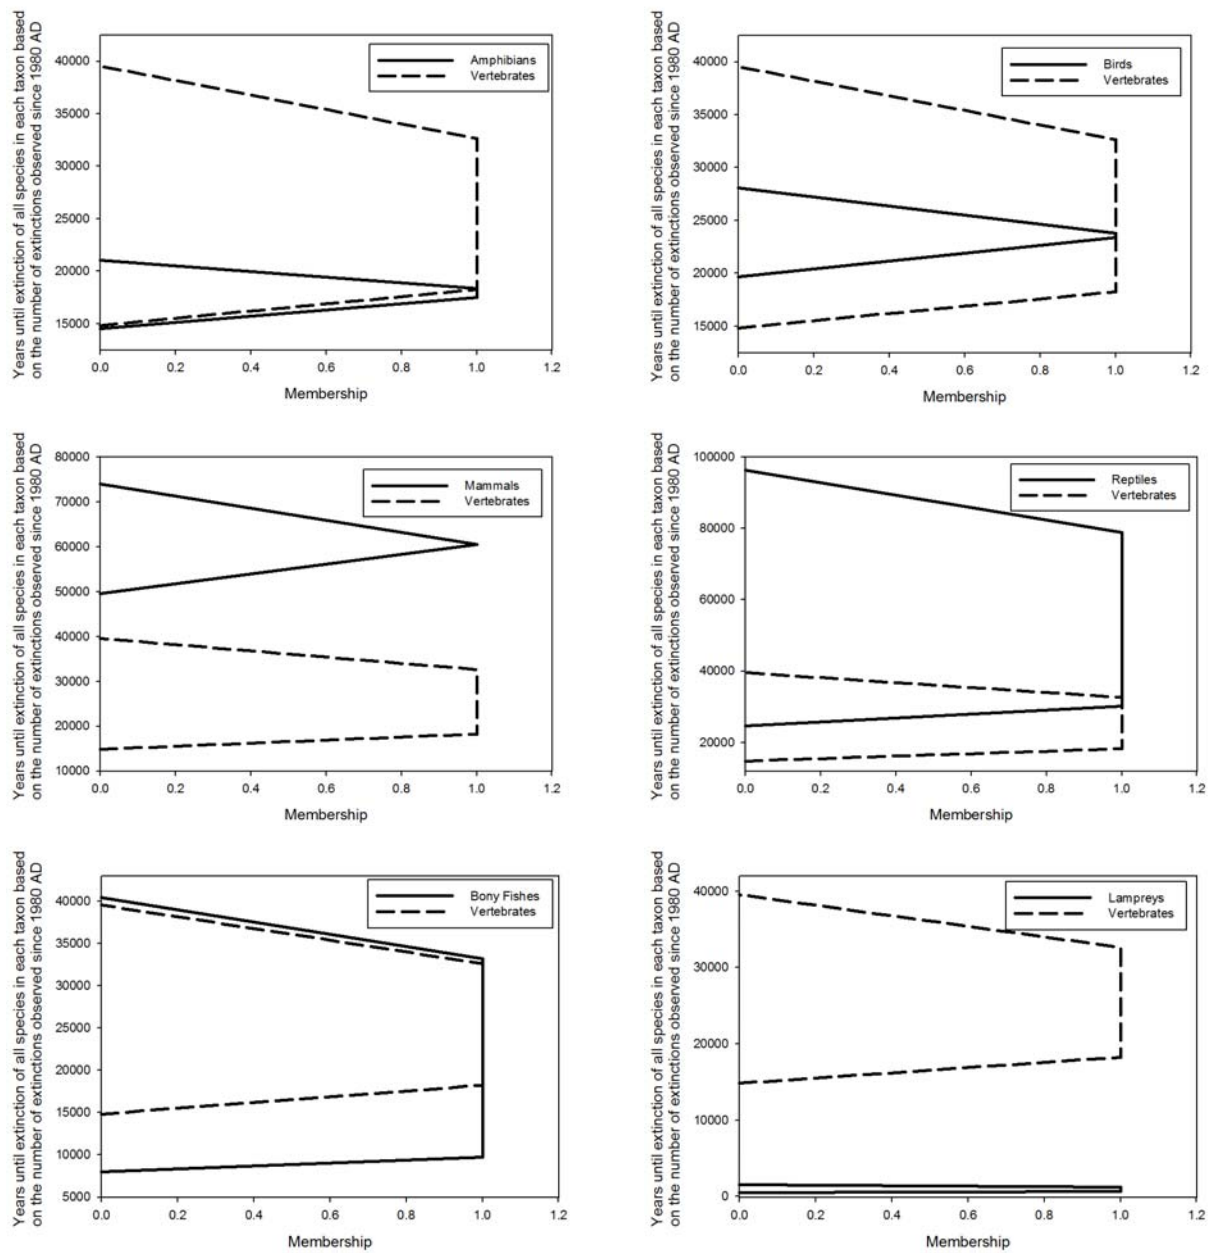 Years until extinction of all species in each taxon based
on the number of extinctions observed since 1980 AD
40000
35000
30000
25000
20000
15000
Amphibians
Vertebrates
0.0 0.2 0.4 0.6 0.8 1.0 1.2
Membership
Years until extinction of all species in each taxon based
on the number of extinctions observed since 1980 AD
40000
35000
30000
25000
20000
15000
Birds
Vertebrates
0.0 0.2 0.4 0.6 0.8 1.0 1.2
Membership
Years until extinction of all species in each taxon based
on the number of extinctions observed since 1980 AD
80000
70000
60000
50000
40000
30000
20000
10000
Mammals
Vertebrates
0.0 0.2 0.4 0.6 0.8 1.0 1.2
Membership
Years until extinction of all species in each taxon based
on the number of extinctions observed since 1980 AD
100000
80000
60000
40000
20000
Reptiles
Vertebrates
0.0 0.2 0.4 0.6 0.8 1.0 1.2
Membership
Years until extinction of all species in each taxon based
on the number of extinctions observed since 1980 AD
40000
35000
30000
25000
20000
15000
10000
5000
Bony Fishes
Vertebrates
0.0 0.2 0.4 0.6 0.8 1.0 1.2
Membership
Years until extinction of all species in each taxon based
on the number of extinctions observed since 1980 AD
40000
30000
20000
10000
0
Lampreys
Vertebrates
0.0 0.2 0.4 0.6 0.8 1.0 1.2
Membership